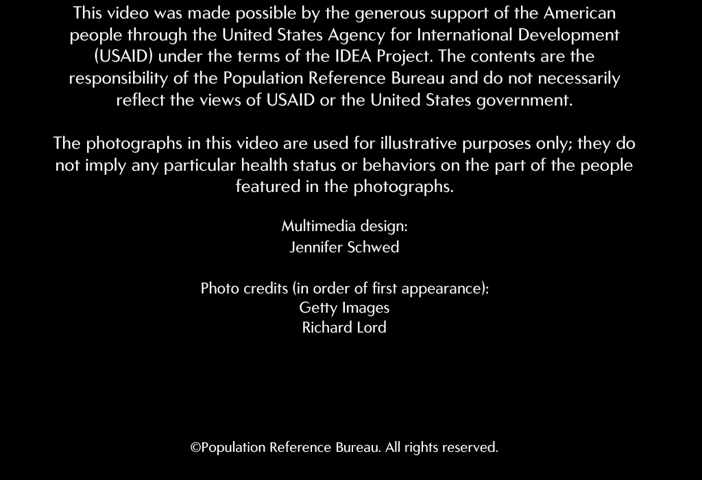 This video was made possible by the generous support of the American
people through the United States Agency for International Development
(USAID) under the terms of the IDEA Project. The contents are the
responsibility of the Population Reference Bureau and do not necessarily
reflect the views of USAID or the United States government.
The photographs in this video are used for illustrative purposes only; they do
not imply any particular health status or behaviors on the part of the people
featured in the photographs.
Multimedia design:
Jennifer Schwed
Photo credits (in order of first appearance):
Getty Images
Richard Lord
©Population Reference Bureau. All rights reserved.